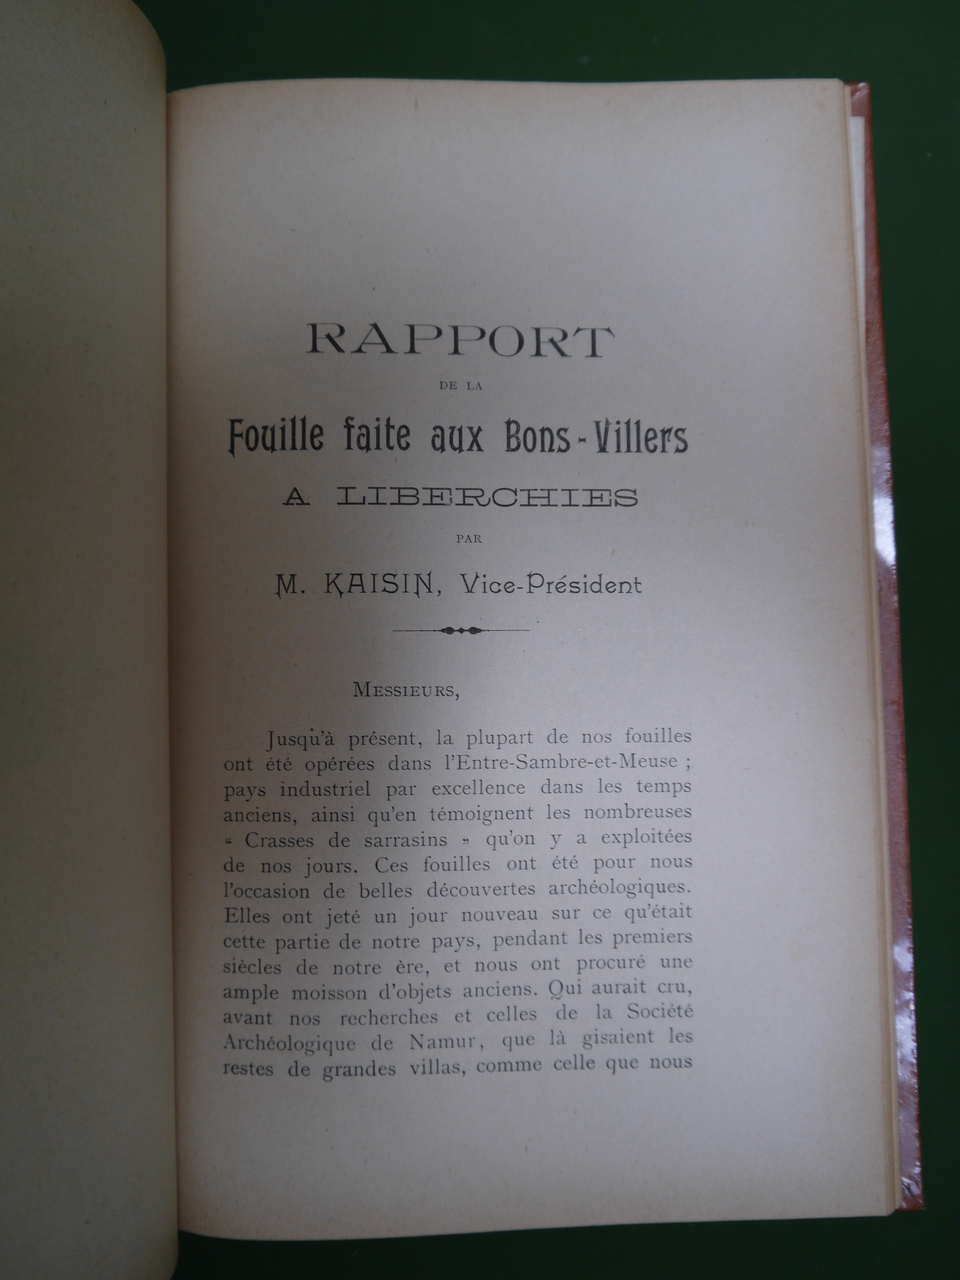 RAPPORT
DE LA
Fouille faite aux Bons-Villers
A LIBERCHIES
PAR
M. KAISIN, Vice-Président
MESSIEURS,
Jusqu'à présent, la plupart de nos fouilles
ont été opérées dans l'Entre-Sambre-et-Meuse ;
pays industriel par excellence dans les temps
anciens, ainsi qu'en témoignent les nombreuses
« Crasses de sarrasins » qu'on y a exploitées
de nos jours. Ces fouilles ont été pour nous
l'occasion de belles découvertes archéologiques.
Elles ont jeté un jour nouveau sur ce qu'était
cette partie de notre pays, pendant les premiers
siècles de notre ère, et nous ont procuré une
ample moisson d'objets anciens. Qui aurait cru,
avant nos recherches et celles de la Société
Archéologique de Namur, que là gisaient les
restes de grandes villas, comme celle que nous